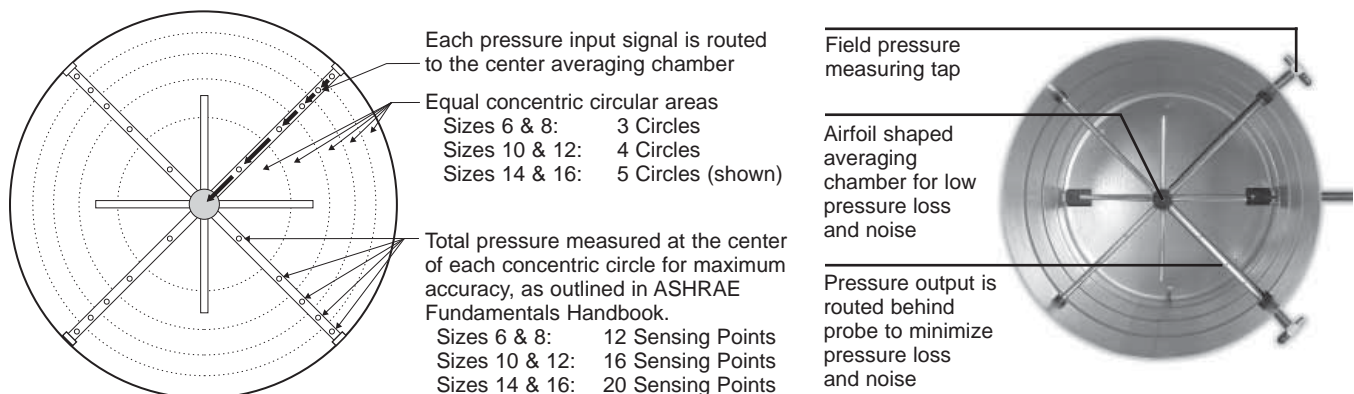 Each pressure input signal is routed
to the center averaging chamber
Equal concentric circular areas
Sizes 6 & 8: 3 Circles
Sizes 10 & 12: 4 Circles
Sizes 14 & 16: 5 Circles (shown)
Total pressure measured at the center
of each concentric circle for maximum
accuracy, as outlined in ASHRAE
Fundamentals Handbook.
Sizes 6 & 8: 12 Sensing Points
Sizes 10 & 12: 16 Sensing Points
Sizes 14 & 16: 20 Sensing Points
Field pressure
measuring tap
Airfoil shaped
averaging
chamber for low
pressure loss
and noise
Pressure output is
routed behind
probe to minimize
pressure loss
and noise